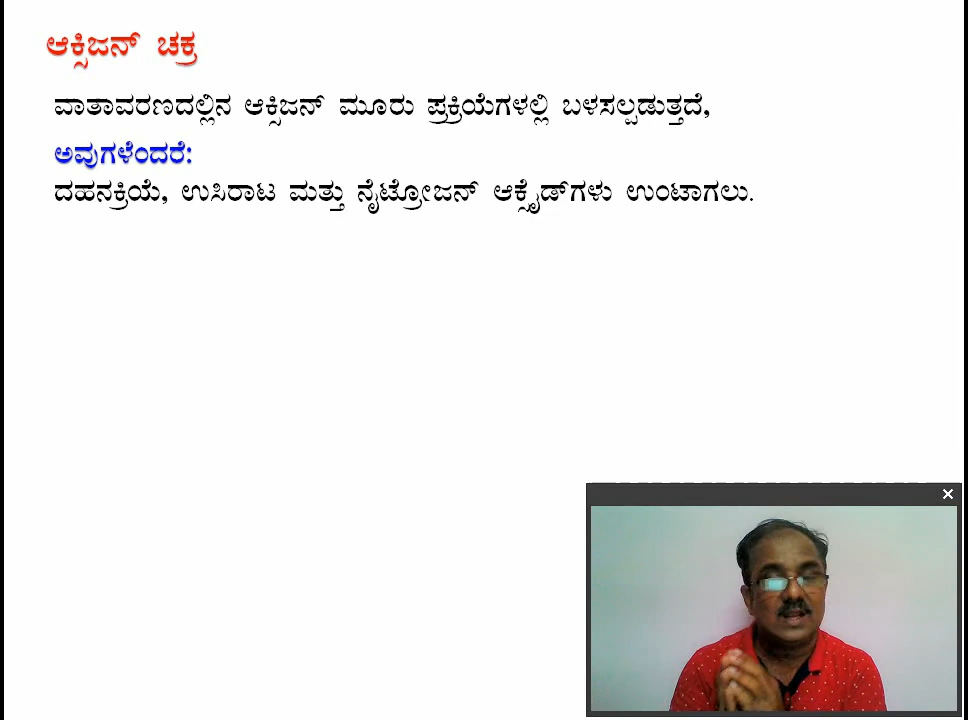 ಆಕ್ಸಿಜನ್ ಚಕ್ರ
ವಾತಾವರಣದಲ್ಲಿನ ಆಕ್ಸಿಜನ್ ಮೂರು ಪ್ರಕ್ರಿಯೆಗಳಲ್ಲಿ ಬಳಸಲ್ಪಡುತ್ತದೆ,
ಅವುಗಳೆಂದರೆ:
ದಹನಕ್ರಿಯೆ, ಉಸಿರಾಟ ಮತ್ತು ನೈಟ್ರೋಜನ್ ಆಕ್ಸೈಡ್‌ಗಳು ಉಂಟಾಗಲು.